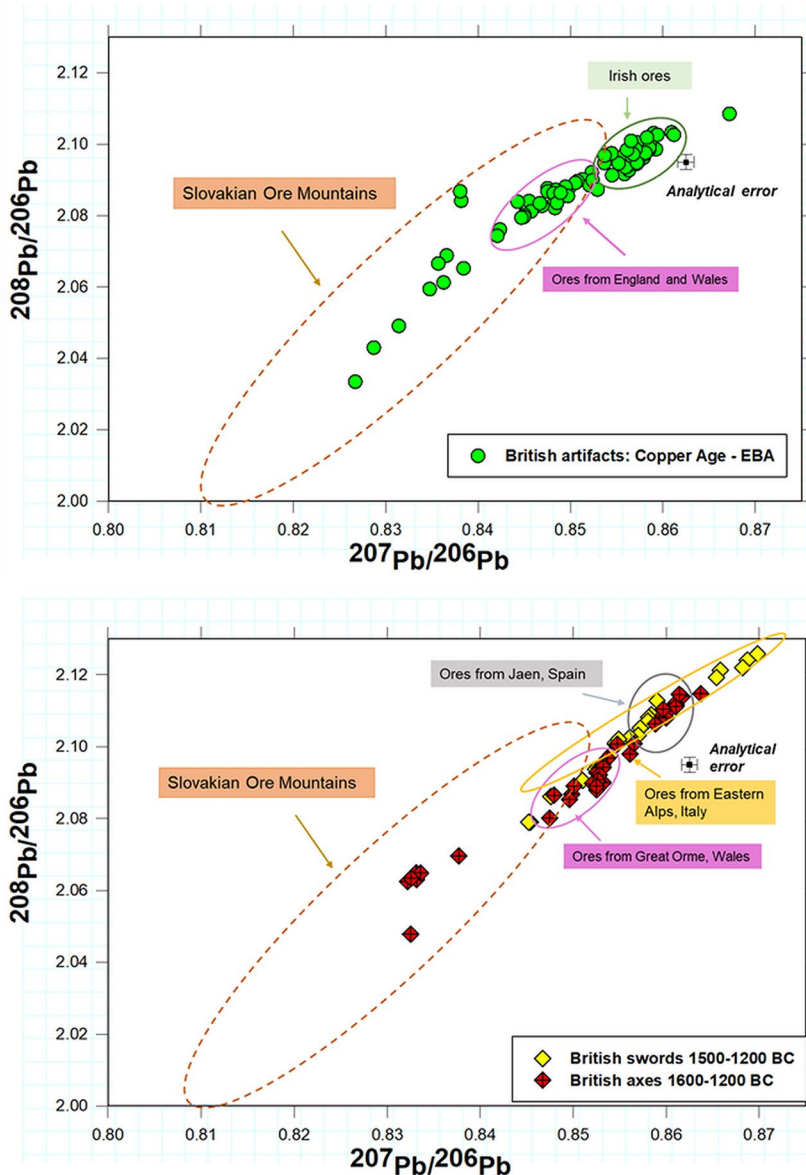 2.12
2.10
2.08
2.06
2.04
2.02
2.00
208Pb/206Pb
Irish ores
Slovakian Ore Mountains
Analytical error
Ores from England and Wales
British artifacts: Copper Age - EBA
0.80 0.81 0.82 0.83 0.84 0.85 0.86 0.87
207Pb/206Pb
2.12
2.10
2.08
2.06
2.04
2.02
2.00
208Pb/206Pb
Ores from Jaen, Spain
Slovakian Ore Mountains
Analytical
error
Ores from Eastern
Alps, Italy
Ores from Great Orme, Wales
British swords 1500-1200 BC
British axes 1600-1200 BC
0.80 0.81 0.82 0.83 0.84 0.85 0.86 0.87
207Pb/206Pb